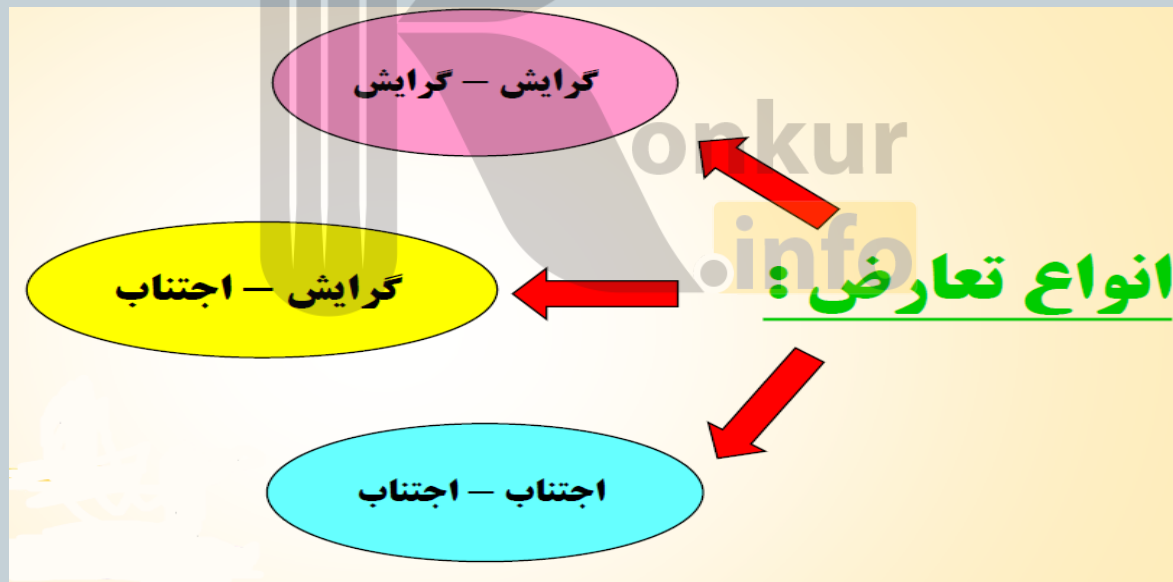 انواع تعارض :
گرایش – گرایش
گرایش – اجتناب
اجتناب – اجتناب
Konkur
.info